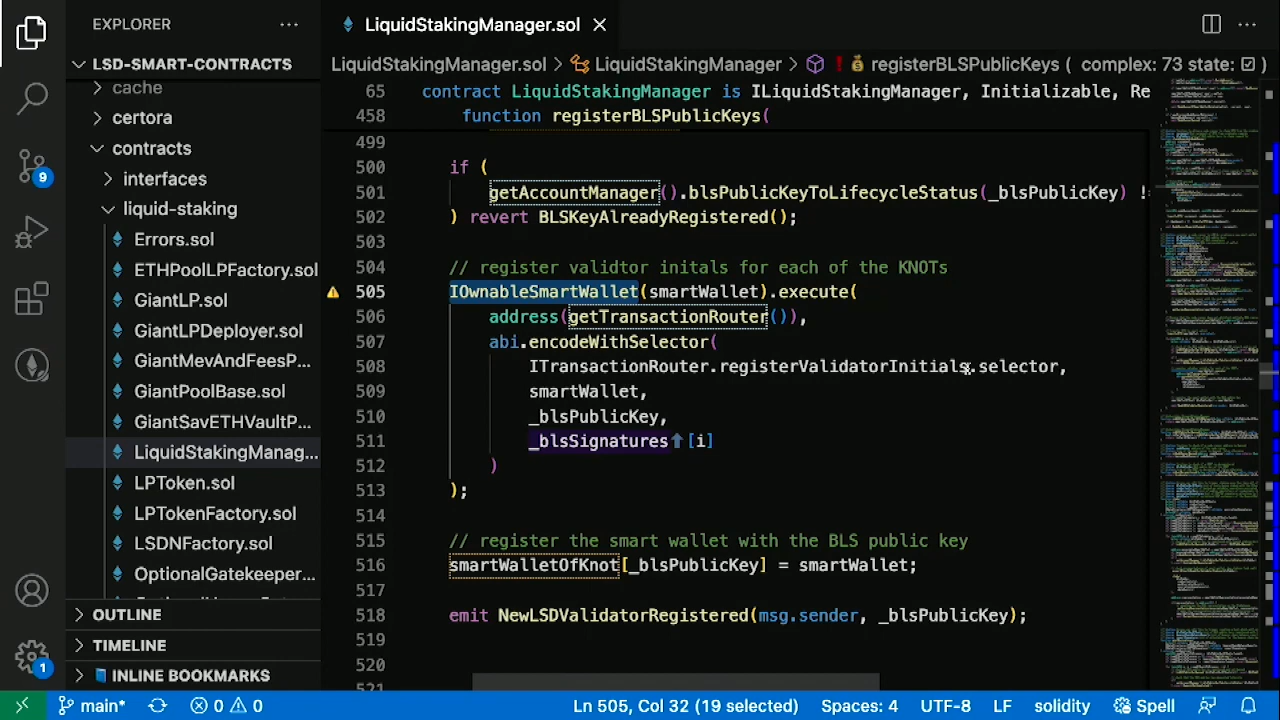 EXPLORER
LSD-SMART-CONTRACTS
cache
certora
contracts
interfaces
liquid-staking
Errors.sol
ETHPoolLPFactory.sol
GiantLP.sol
GiantLPDeployer.sol
GiantMevAndFeesP...
GiantPoolBase.sol
GiantSavETHVaultP...
LiquidStakingManag...
LPToken.sol
LPTokenFactory.sol
LSDNFactory.sol
OptionalGatekeeper...
OUTLINE
TIMELINE
INLINE BOOKMARKS
9
1
LiquidStakingManager.sol
LiquidStakingManager.sol > LiquidStakingManager > registerBLSPublicKeys ( complex: 73 state:
65 contract LiquidStakingManager is ILiquidStakingManager, Initializable, Re
458 function registerBLSPublicKeys(
499
500 if (
501 getAccountManager().blsPublicKeyToLifecycleStatus(_blsPublicKey) !
502 ) revert BLSKeyAlreadyRegistered();
503
504 // register validtor initals for each of the KNOTs
505 (smartWallet).execute(
506 address(getTransactionRouter()),
507 abi.encodeWithSelector(
508 ITransactionRouter.registerValidatorInitials.selector,
509 smartWallet,
510 _blsPublicKey,
511 _blsSignatures [i]
512 )
513 );
514
515 // register the smart wallet with the BLS public key
516 smartWalletOfKnot[_blsPublicKey] = smartWallet;
517
518 emit NewLSDValidatorRegistered(msg.sender, _blsPublicKey);
519
520
521
main*
0 0
Ln 505, Col 32 (19 selected)
Spaces: 4
UTF-8
LF
solidity
Spell